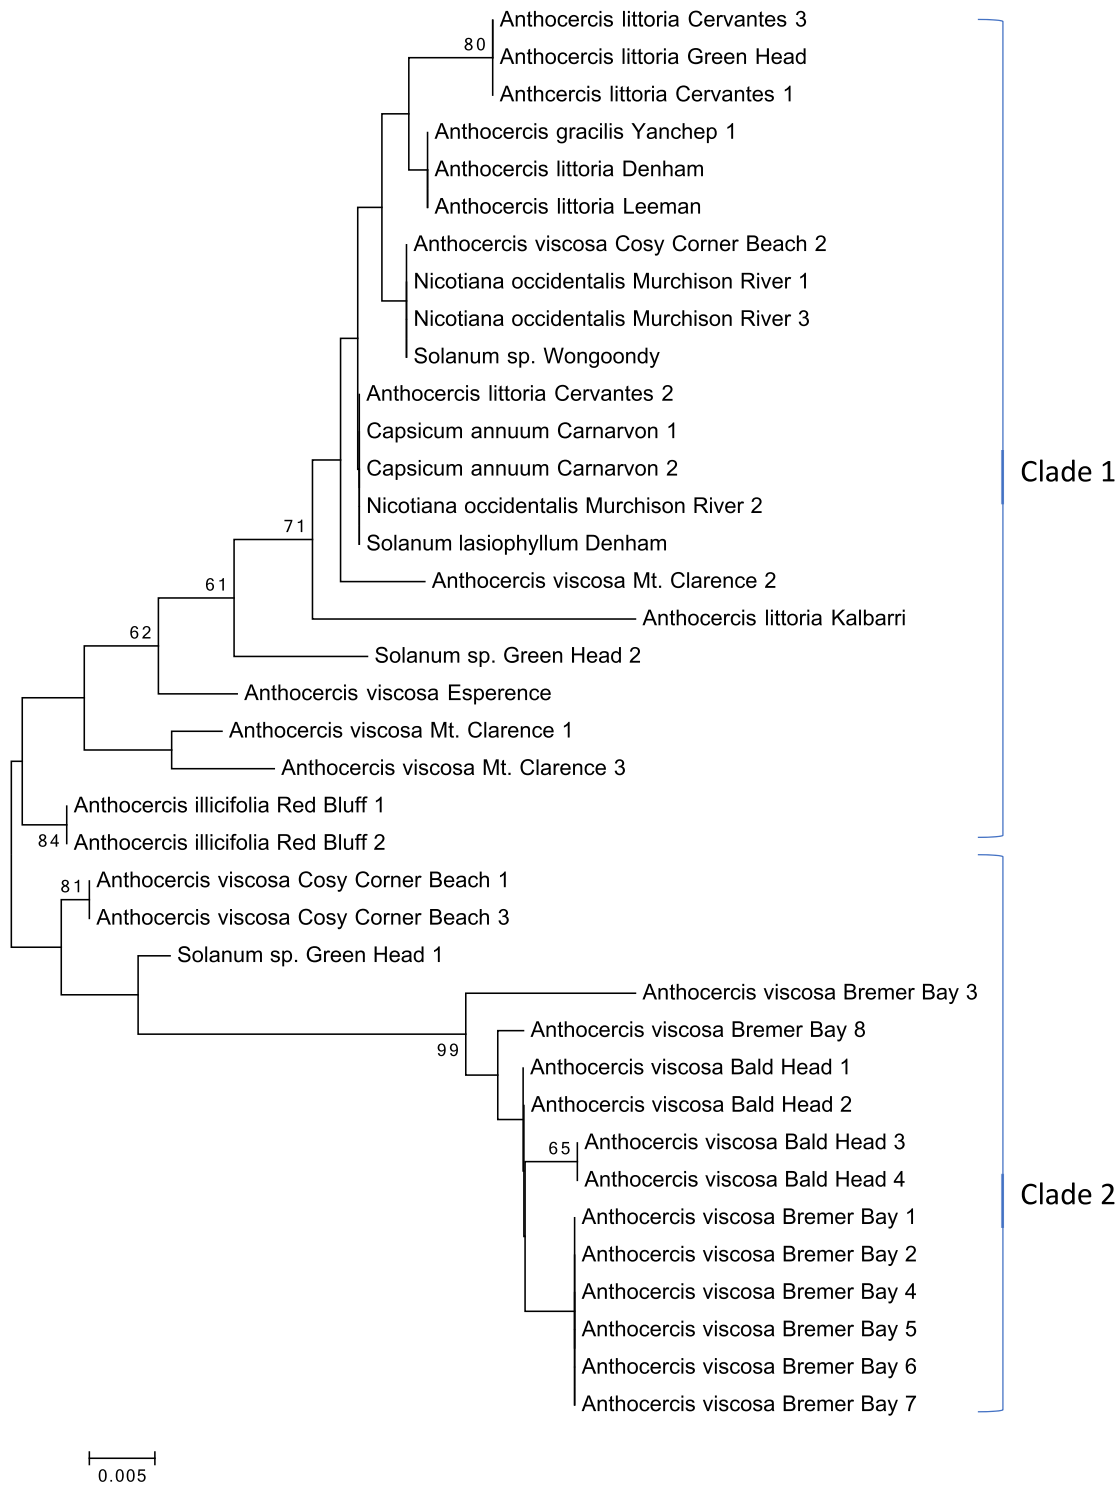 Anthocercis littoria Cervantes 3
80
Anthocercis littoria Green Head
Anthcercis littoria Cervantes 1
Anthocercis gracilis Yanchep 1
Anthocercis littoria Denham
Anthocercis littoria Leeman
Anthocercis viscosa Cosy Corner Beach 2
Nicotiana occidentalis Murchison River 1
Nicotiana occidentalis Murchison River 3
Solanum sp. Wongoondy
Anthocercis littoria Cervantes 2
Capsicum annuum Carnarvon 1
Capsicum annuum Carnarvon 2
Clade 1
Nicotiana occidentalis Murchison River 2
71
Solanum lasiophyllum Denham
Anthocercis viscosa Mt. Clarence 2
61
Anthocercis littoria Kalbarri
62
Solanum sp. Green Head 2
Anthocercis viscosa Esperence
Anthocercis viscosa Mt. Clarence 1
Anthocercis viscosa Mt. Clarence 3
Anthocercis illicifolia Red Bluff 1
84
Anthocercis illicifolia Red Bluff 2
Anthocercis viscosa Cosy Corner Beach 1
81
Anthocercis viscosa Cosy Corner Beach 3
Solanum sp. Green Head 1
Anthocercis viscosa Bremer Bay 3
Anthocercis viscosa Bremer Bay 8
99
Anthocercis viscosa Bald Head 1
Anthocercis viscosa Bald Head 2
Anthocercis viscosa Bald Head 3
65
Anthocercis viscosa Bald Head 4
Clade 2
Anthocercis viscosa Bremer Bay 1
Anthocercis viscosa Bremer Bay 2
Anthocercis viscosa Bremer Bay 4
Anthocercis viscosa Bremer Bay 5
Anthocercis viscosa Bremer Bay 6
Anthocercis viscosa Bremer Bay 7
0.005